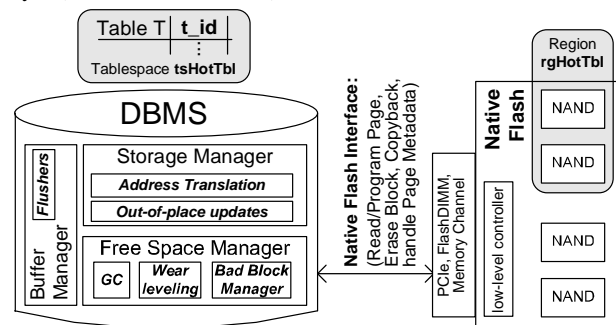 Table T t_id
⋮
Tablespace tsHotTbl
Region
rgHotTbl
DBMS
Flushers
Buffer
Manager
Storage Manager
Address Translation
Out-of-place updates
Free Space Manager
GC
Wear
leveling
Bad Block
Manager
Native Flash Interface:
(Read/Program Page,
Erase Block, Copyback,
handle Page Metadata)
PCIe, FlashDIMM,
Memory Channel
Native
Flash
low-level controller
NAND
NAND
NAND
NAND